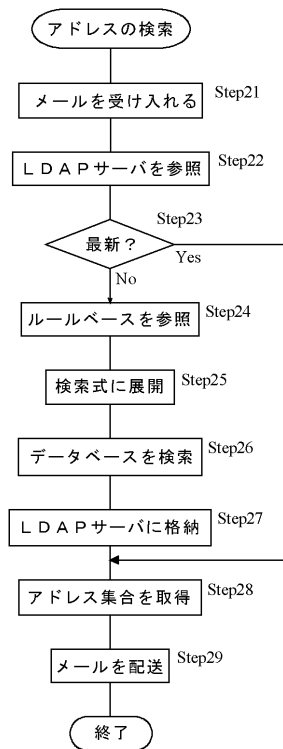 アドレスの検索
メールを受け入れる
Step21
ＬＤＡＰサーバを参照
Step22
Step23
最新？
Yes
No
ルールベースを参照
Step24
検索式に展開
Step25
データベースを検索
Step26
ＬＤＡＰサーバに格納
Step27
アドレス集合を取得
Step28
メールを配送
Step29
終了